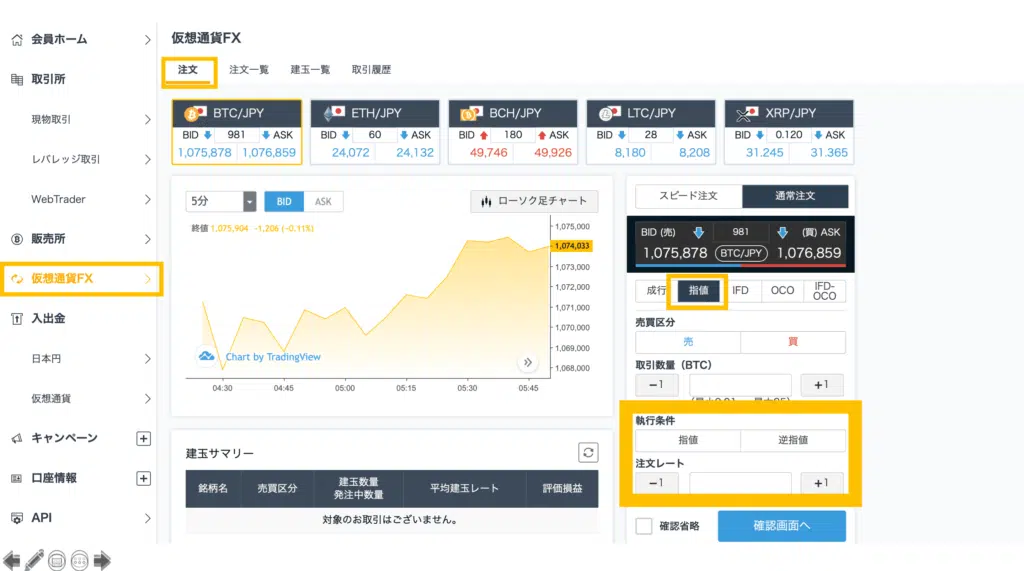 会員ホーム
取引所
現物取引
レバレッジ取引
WebTrader
販売所
仮想通貨FX
入出金
日本円
仮想通貨
キャンペーン
口座情報
API
仮想通貨FX
注文 注文一覧 建玉一覧 取引履歴
BTC/JPY
BID 981 ASK
1,075,878 1,076,859
ETH/JPY
BID 60 ASK
24,072 24,132
BCH/JPY
BID 180 ASK
49,746 49,926
LTC/JPY
BID 28 ASK
8,180 8,208
XRP/JPY
BID 0.120 ASK
31.245 31.365
5分 BID ASK ローソク足チャート
終値 1,075,904 -1,206 (-0.11%)
1,075,000
1,074,033
1,073,000
1,072,000
1,071,000
1,070,000
1,069,000
1,068,000
Chart by TradingView
04:30 04:45 05:00 05:15 05:30 05:45
建玉サマリー
銘柄名 売買区分 建玉数量 平均建玉レート 評価損益
発注中数量
対象のお取引はございません。
スピード注文 通常注文
BID (売) 981 (買) ASK
1,075,878 BTC/JPY 1,076,859
成行 指値 IFD OCO IFD-
OCO
売買区分
売 買
取引数量（BTC）
−1 +1
執行条件
指値 逆指値
注文レート
−1 +1
確認省略 確認画面へ